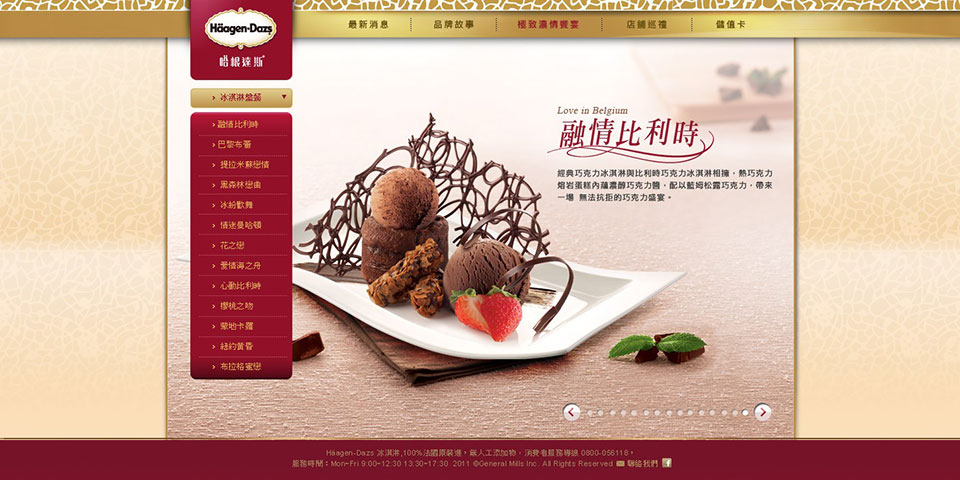 Häagen-Dazs
最新消息
品牌故事
極致濃情饗宴
店鋪巡禮
儲值卡
冰淇淋盤餐
融情比利時
巴黎布蕾
提拉米蘇戀情
黑森林戀曲
冰紛歡舞
情迷曼哈頓
花之戀
愛情海之舟
心動比利時
櫻桃之吻
蒙地卡羅
紐約黃昏
布拉格蜜戀
Love in Belgium
融情比利時
經典巧克力冰淇淋與比利時巧克力冰淇淋相擁，熱巧克力
熔岩蛋糕內蘊濃醇巧克力醬，配以藍姆松露巧克力，帶來
一場 無法抗拒的巧克力盛宴。
Häagen-Dazs 冰淇淋,100%法國原裝進，嚴人工添加物，消費者服務專線 0800-056118，
服務時間：Mon~Fri 9:00~12:30 13:30~17:30 2011 ©General Mills Inc. All Rights Reserved 聯絡我們